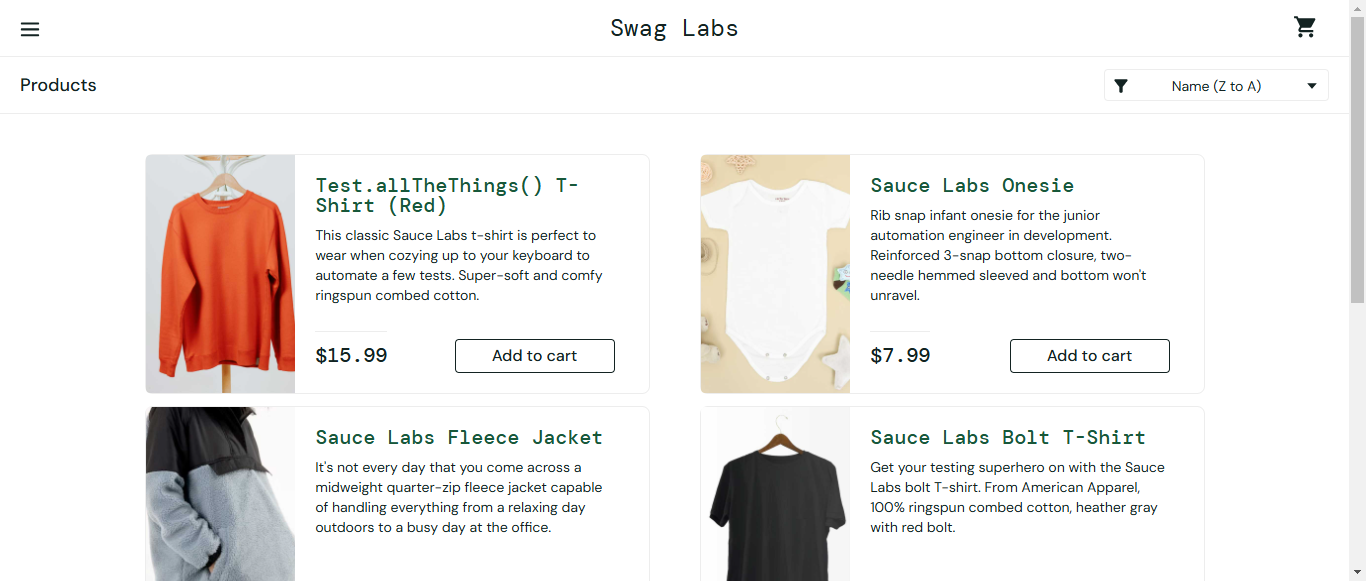 Swag Labs
Products
Name (Z to A)
Test.allTheThings() T-
Shirt (Red)
This classic Sauce Labs t-shirt is perfect to
wear when cozying up to your keyboard to
automate a few tests. Super-soft and comfy
ringspun combed cotton.
$15.99
Add to cart
Sauce Labs Onesie
Rib snap infant onesie for the junior
automation engineer in development.
Reinforced 3-snap bottom closure, two-
needle hemmed sleeved and bottom won't
unravel.
$7.99
Add to cart
Sauce Labs Fleece Jacket
It's not every day that you come across a
midweight quarter-zip fleece jacket capable
of handling everything from a relaxing day
outdoors to a busy day at the office.
Sauce Labs Bolt T-Shirt
Get your testing superhero on with the Sauce
Labs bolt T-shirt. From American Apparel,
100% ringspun combed cotton, heather gray
with red bolt.